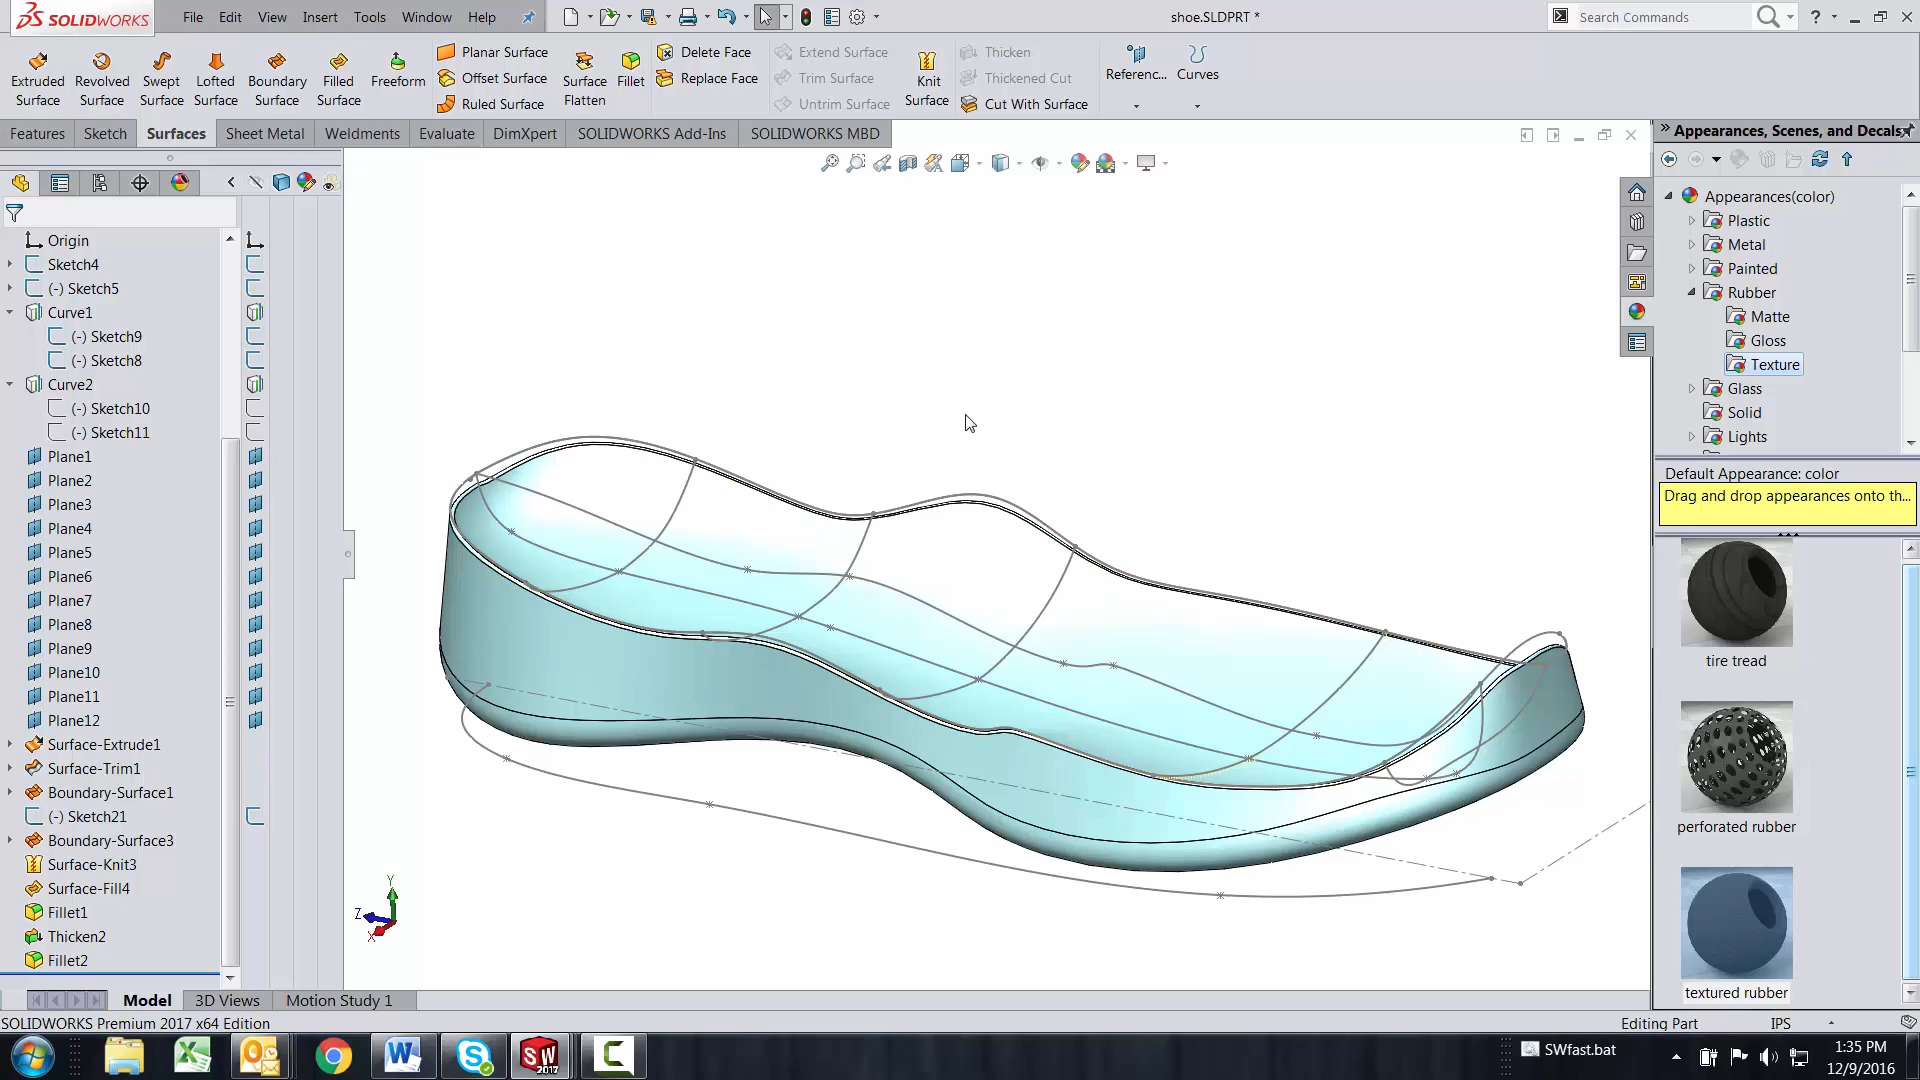 SOLIDWORKS File Edit View Insert Tools Window Help shoe.SLDPRT * Search Commands ?
Extruded Surface
Revolved Surface
Swept Surface
Lofted Surface
Boundary Surface
Filled Surface
Freeform
Planar Surface
Offset Surface
Ruled Surface
Surface Flatten
Fillet
Delete Face
Replace Face
Extend Surface
Trim Surface
Untrim Surface
Knit Surface
Thicken
Thickened Cut
Cut With Surface
Referenc...
Curves
Features Sketch Surfaces Sheet Metal Weldments Evaluate DimXpert SOLIDWORKS Add-Ins SOLIDWORKS MBD
Origin
Sketch4
(-) Sketch5
Curve1
(-) Sketch9
(-) Sketch8
Curve2
(-) Sketch10
(-) Sketch11
Plane1
Plane2
Plane3
Plane4
Plane5
Plane6
Plane7
Plane8
Plane9
Plane10
Plane11
Plane12
Surface-Extrude1
Surface-Trim1
Boundary-Surface1
(-) Sketch21
Boundary-Surface3
Surface-Knit3
Surface-Fill4
Fillet1
Thicken2
Fillet2
Y
Z
X
Appearances, Scenes, and Decals
Appearances(color)
Plastic
Metal
Painted
Rubber
Matte
Gloss
Texture
Glass
Solid
Lights
Default Appearance: color
Drag and drop appearances onto th...
tire tread
perforated rubber
textured rubber
Model 3D Views Motion Study 1
SOLIDWORKS Premium 2017 x64 Edition Editing Part IPS
W S SW 2017 C SWfast.bat 1:35 PM
12/9/2016